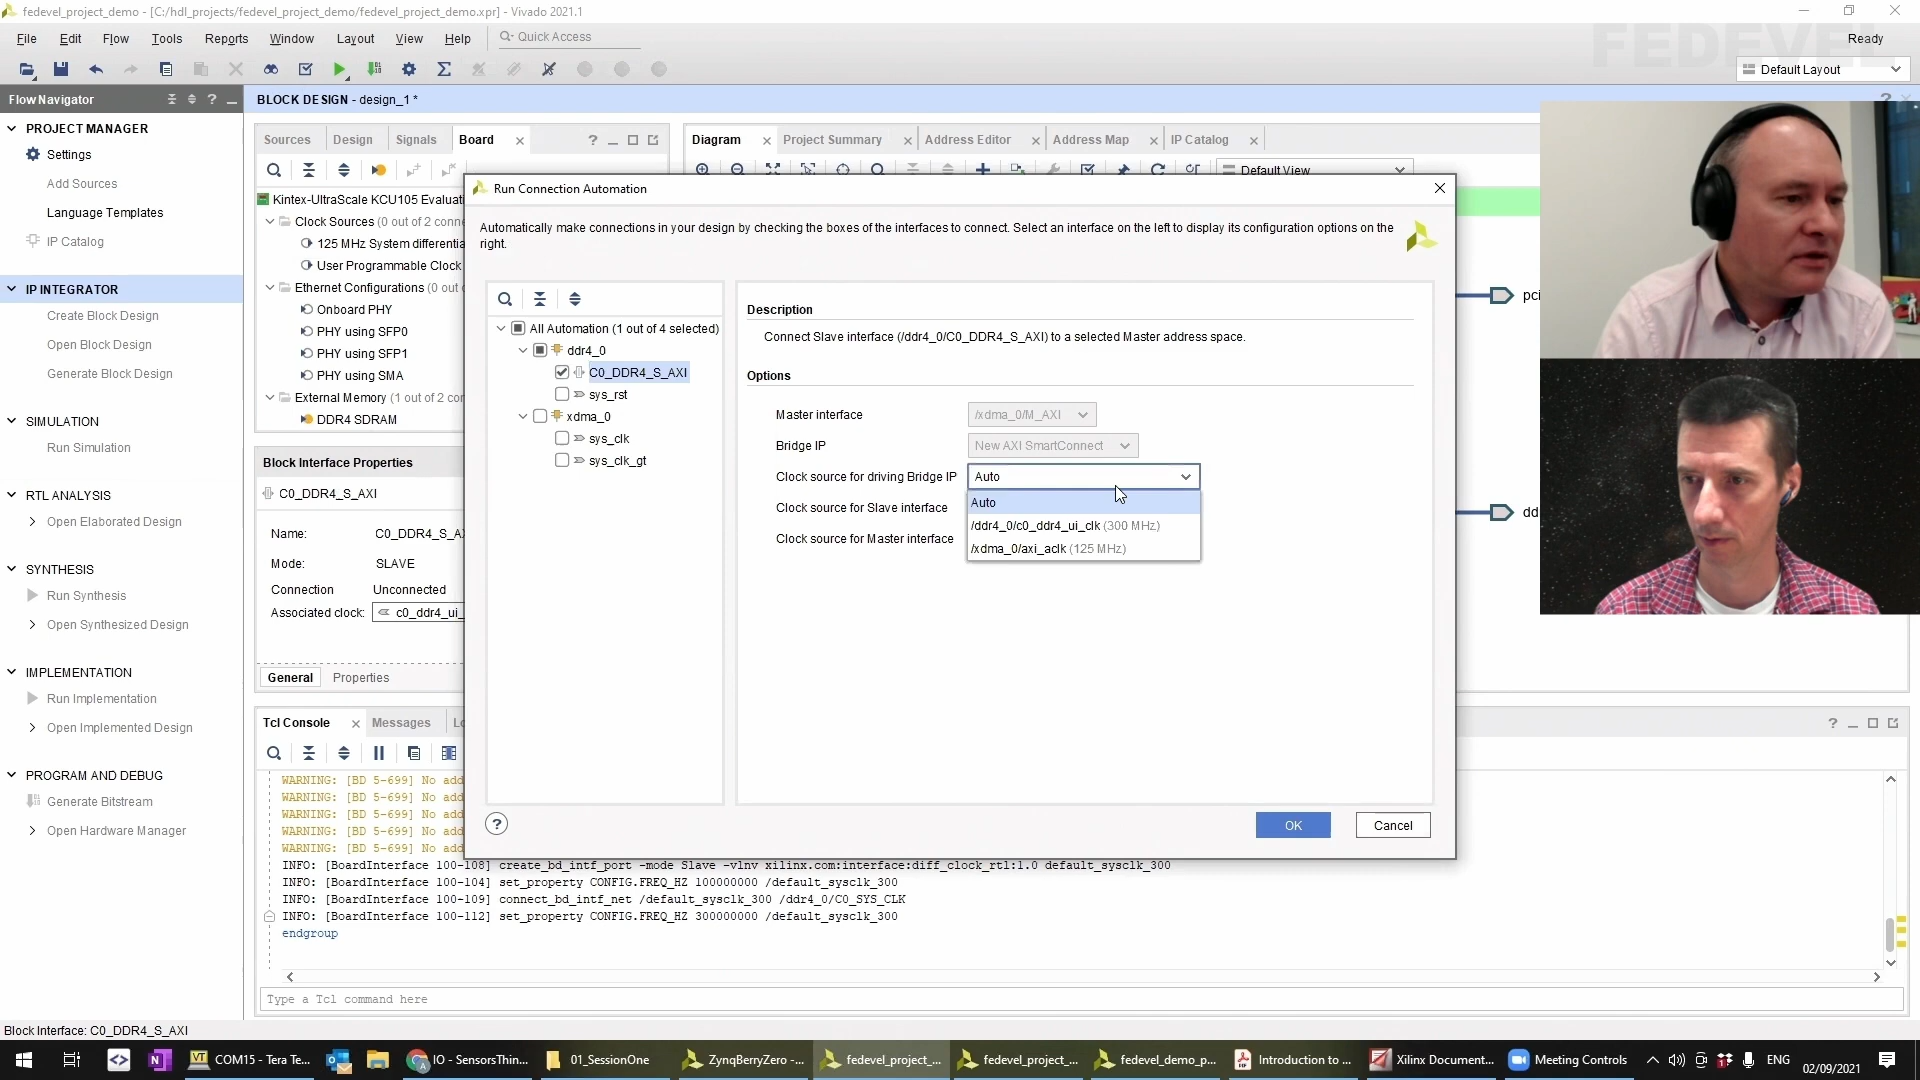 fedevel_project_demo - [C:/hdl_projects/fedevel_project_demo/fedevel_project_demo.xpr] - Vivado 2021.1
File Edit Flow Tools Reports Window Layout View Help Quick Access
FEDEVEL
Ready
Default Layout
Flow Navigator
PROJECT MANAGER
Settings
Add Sources
Language Templates
IP Catalog
IP INTEGRATOR
Create Block Design
Open Block Design
Generate Block Design
SIMULATION
Run Simulation
RTL ANALYSIS
Open Elaborated Design
SYNTHESIS
Run Synthesis
Open Synthesized Design
IMPLEMENTATION
Run Implementation
Open Implemented Design
PROGRAM AND DEBUG
Generate Bitstream
Open Hardware Manager
BLOCK DESIGN - design_1 *
Sources Design Signals Board
Kintex-UltraScale KCU105 Evaluati
Clock Sources (0 out of 2 conne
125 MHz System differentia
User Programmable Clock
Ethernet Configurations (0 out
Onboard PHY
PHY using SFP0
PHY using SFP1
PHY using SMA
External Memory (1 out of 2 con
DDR4 SDRAM
Block Interface Properties
C0_DDR4_S_AXI
Name: C0_DDR4_S_AX
Mode: SLAVE
Connection Unconnected
Associated clock: c0_ddr4_ui_
General Properties
Diagram Project Summary Address Editor Address Map IP Catalog
Default View
pci
dd
Run Connection Automation
Automatically make connections in your design by checking the boxes of the interfaces to connect. Select an interface on the left to display its configuration options on the
right.
All Automation (1 out of 4 selected)
ddr4_0
C0_DDR4_S_AXI
sys_rst
xdma_0
sys_clk
sys_clk_gt
Description
Connect Slave interface (/ddr4_0/C0_DDR4_S_AXI) to a selected Master address space.
Options
Master interface /xdma_0/M_AXI
Bridge IP New AXI SmartConnect
Clock source for driving Bridge IP Auto
Clock source for Slave interface
Clock source for Master interface
Auto
/ddr4_0/c0_ddr4_ui_clk (300 MHz)
/xdma_0/axi_aclk (125 MHz)
OK Cancel
Tcl Console Messages Lo
WARNING: [BD 5-699] No add
WARNING: [BD 5-699] No add
WARNING: [BD 5-699] No add
WARNING: [BD 5-699] No add
WARNING: [BD 5-699] No add
INFO: [BoardInterface 100-108] create_bd_intf_port -mode Slave -vlnv xilinx.com:interface:diff_clock_rtl:1.0 default_sysclk_300
INFO: [BoardInterface 100-104] set_property CONFIG.FREQ_HZ 100000000 /default_sysclk_300
INFO: [BoardInterface 100-109] connect_bd_intf_net /default_sysclk_300 /ddr4_0/C0_SYS_CLK
INFO: [BoardInterface 100-112] set_property CONFIG.FREQ_HZ 300000000 /default_sysclk_300
endgroup
Type a Tcl command here
Block Interface: C0_DDR4_S_AXI
COM15 - Tera Te... IO - SensorsThin... 01_SessionOne ZynqBerryZero -... fedevel_project_... fedevel_project_... fedevel_demo_p... Introduction to ... Xilinx Document... Meeting Controls ENG 02/09/2021